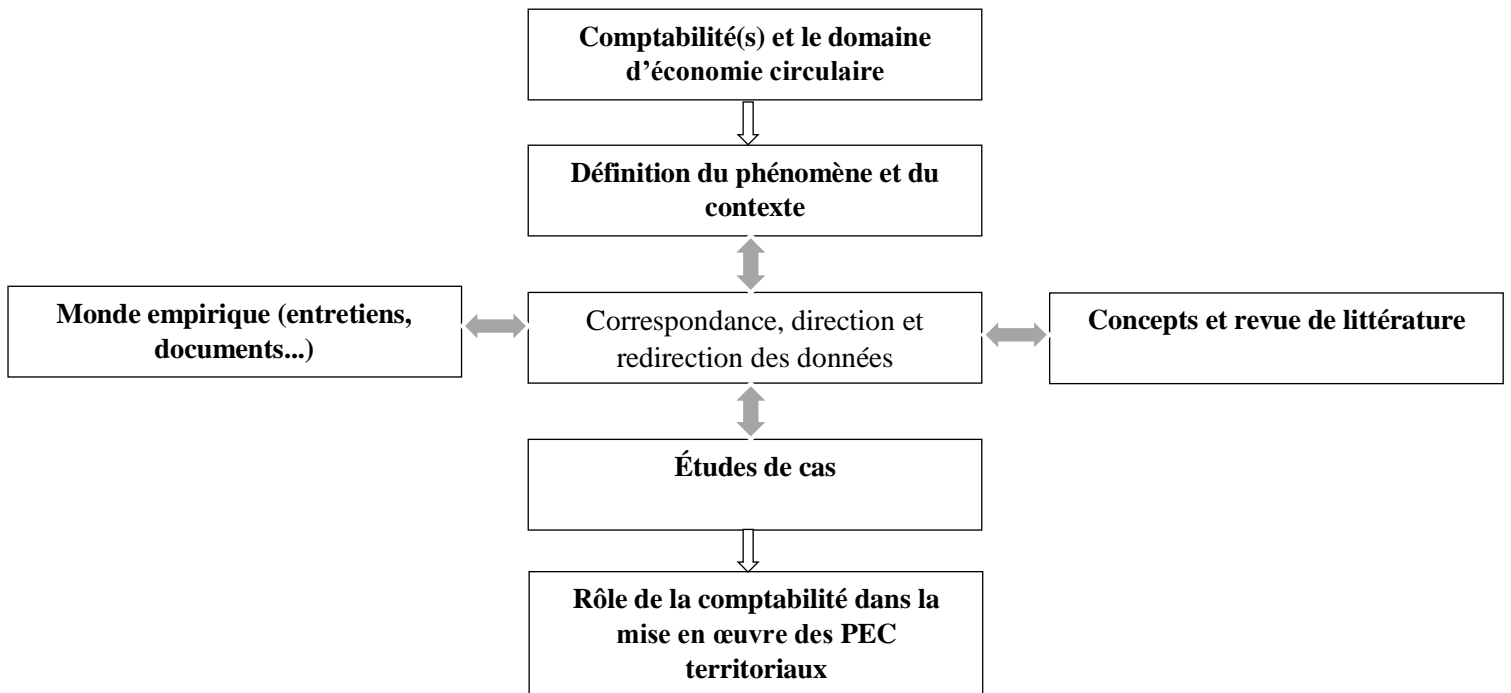 Comptabilité(s) et le domaine
d’économie circulaire
Définition du phénomène et du
contexte
Monde empirique (entretiens,
documents...)
Correspondance, direction et
redirection des données
Concepts et revue de littérature
Études de cas
Rôle de la comptabilité dans la
mise en œuvre des PEC
territoriaux